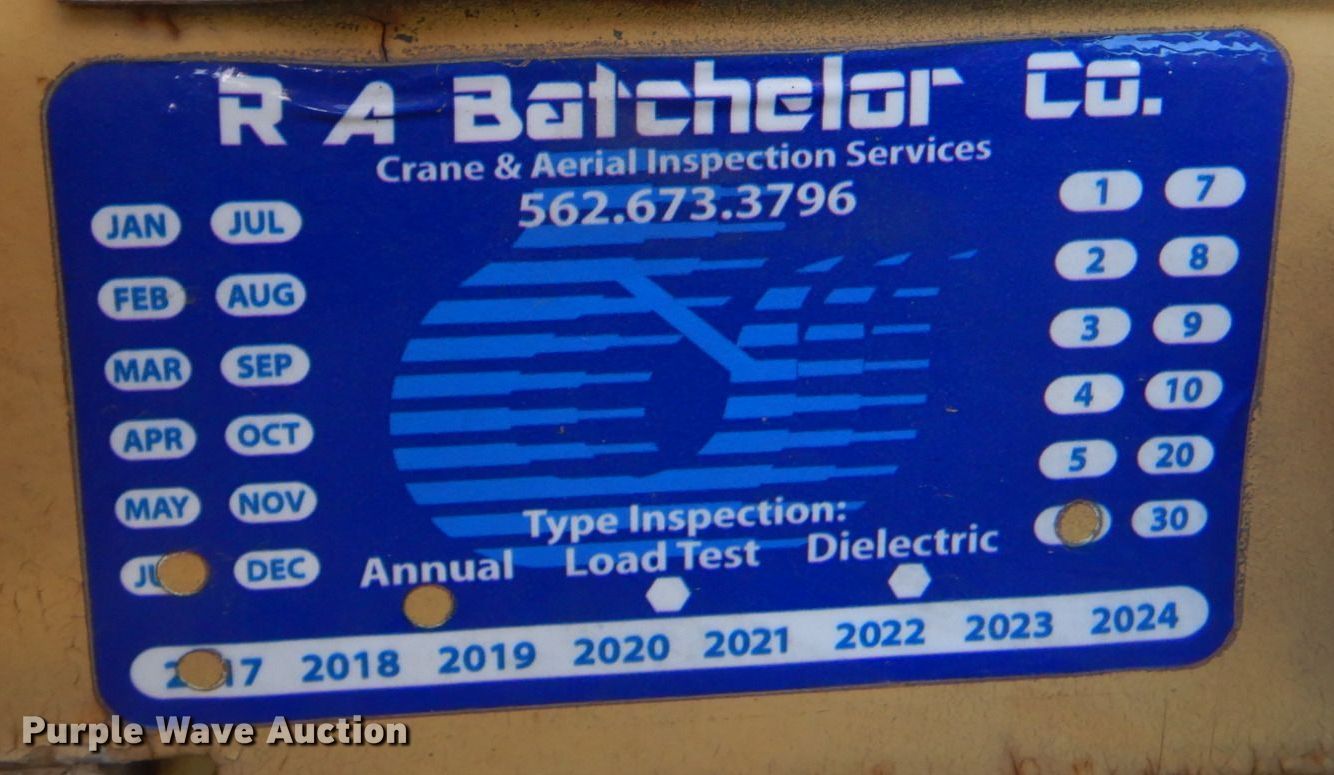 R A Batchelor Co.
Crane & Aerial Inspection Services
562.673.3796
JAN JUL
FEB AUG
MAR SEP
APR OCT
MAY NOV
DEC
1 7
2 8
3 9
4 10
5 20
30
Type Inspection:
Annual Load Test Dielectric
2018 2019 2020 2021 2022 2023 2024
Purple Wave Auction